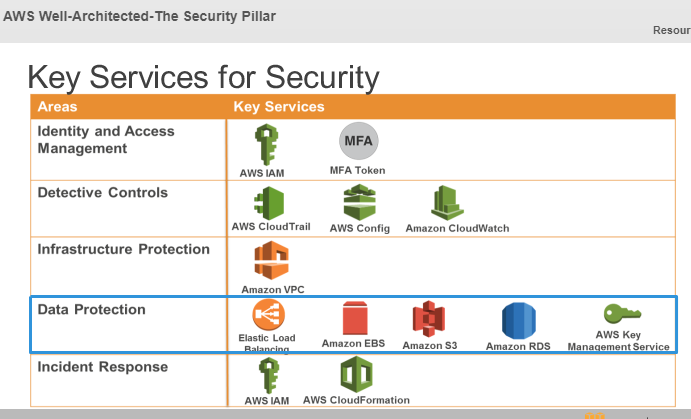 AWS Well-Architected-The Security Pillar
Resour
Key Services for Security
Areas Key Services
Identity and Access
Management
MFA
AWS IAM MFA Token
Detective Controls
AWS CloudTrail AWS Config Amazon CloudWatch
Infrastructure Protection
Amazon VPC
Data Protection
Elastic Load
Balancing
Amazon EBS Amazon S3 Amazon RDS
AWS Key
Management Service
Incident Response
AWS IAM AWS CloudFormation